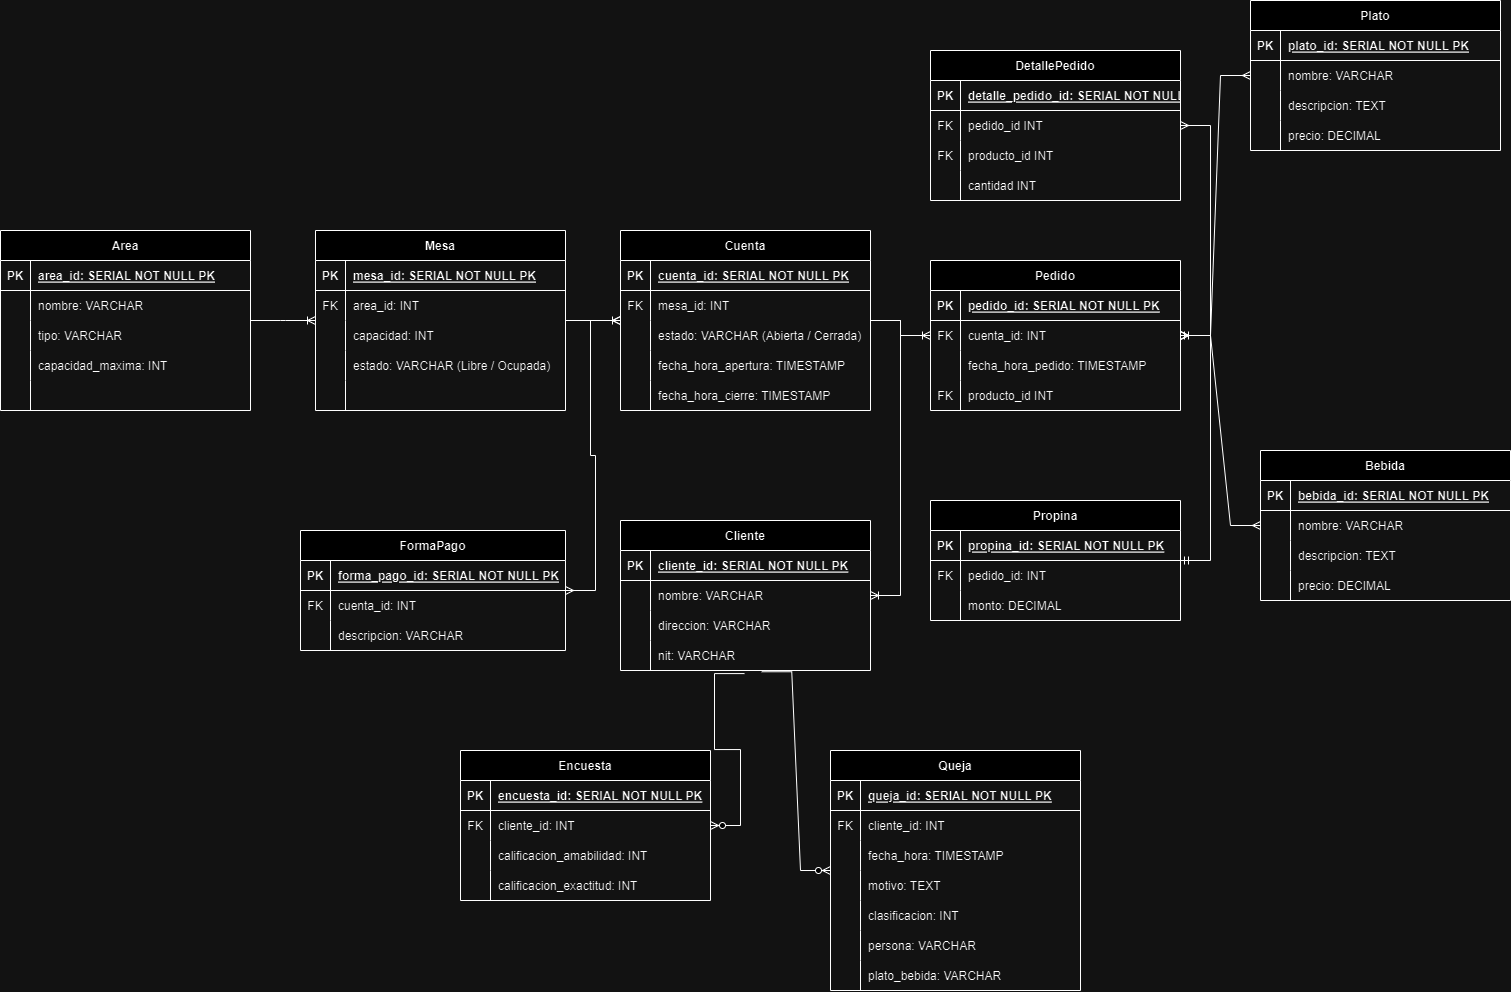 Plato
PK plato_id: SERIAL NOT NULL PK
nombre: VARCHAR
descripcion: TEXT
precio: DECIMAL
DetallePedido
PK detalle_pedido_id: SERIAL NOT NULL
FK pedido_id INT
FK producto_id INT
cantidad INT
Area
PK area_id: SERIAL NOT NULL PK
nombre: VARCHAR
tipo: VARCHAR
capacidad_maxima: INT
Mesa
PK mesa_id: SERIAL NOT NULL PK
FK area_id: INT
capacidad: INT
estado: VARCHAR (Libre / Ocupada)
Cuenta
PK cuenta_id: SERIAL NOT NULL PK
FK mesa_id: INT
estado: VARCHAR (Abierta / Cerrada)
fecha_hora_apertura: TIMESTAMP
fecha_hora_cierre: TIMESTAMP
Pedido
PK pedido_id: SERIAL NOT NULL PK
FK cuenta_id: INT
fecha_hora_pedido: TIMESTAMP
FK producto_id INT
Bebida
PK bebida_id: SERIAL NOT NULL PK
nombre: VARCHAR
descripcion: TEXT
precio: DECIMAL
FormaPago
PK forma_pago_id: SERIAL NOT NULL PK
FK cuenta_id: INT
descripcion: VARCHAR
Cliente
PK cliente_id: SERIAL NOT NULL PK
nombre: VARCHAR
direccion: VARCHAR
nit: VARCHAR
Propina
PK propina_id: SERIAL NOT NULL PK
FK pedido_id: INT
monto: DECIMAL
Encuesta
PK encuesta_id: SERIAL NOT NULL PK
FK cliente_id: INT
calificacion_amabilidad: INT
calificacion_exactitud: INT
Queja
PK queja_id: SERIAL NOT NULL PK
FK cliente_id: INT
fecha_hora: TIMESTAMP
motivo: TEXT
clasificacion: INT
persona: VARCHAR
plato_bebida: VARCHAR